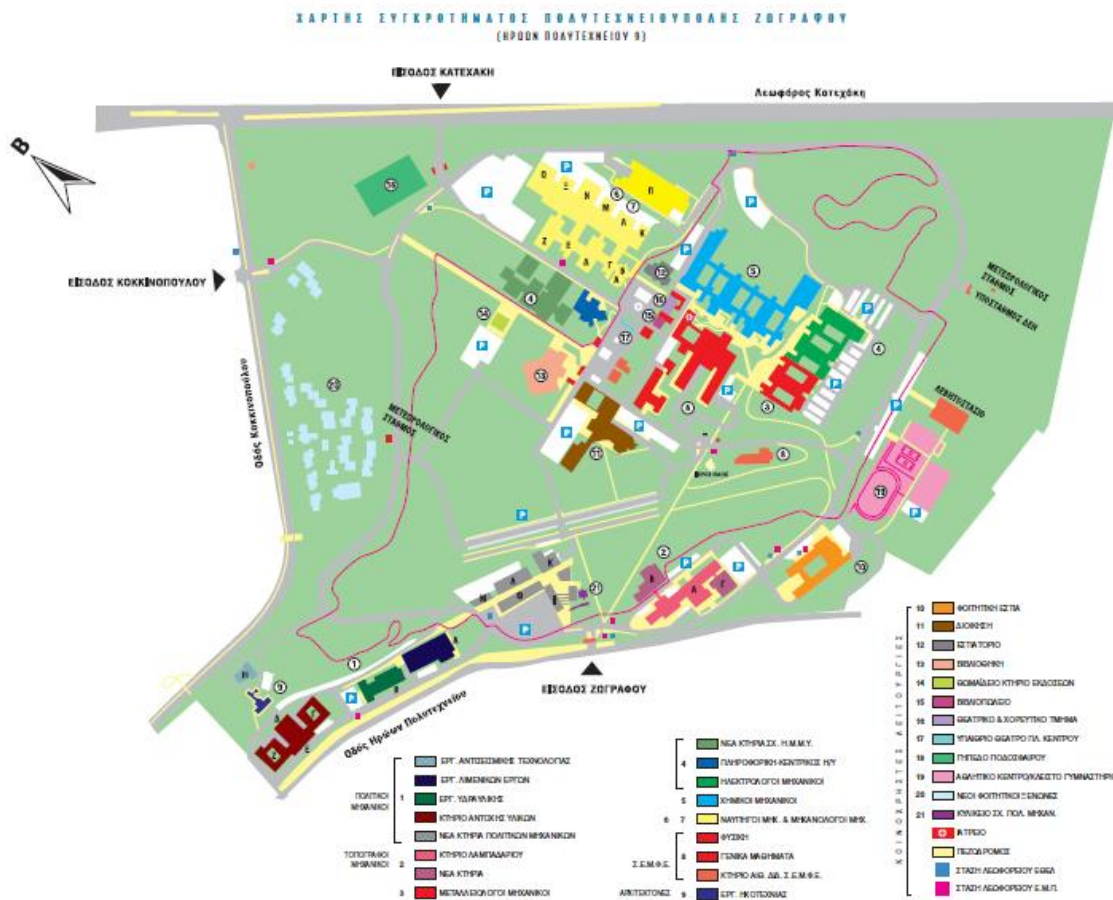 ΧΑΡΤΗΣ ΣΥΓΚΡΟΤΗΜΑΤΟΣ ΠΟΛΥΤΕΧΝΕΙΟΥΠΟΛΗΣ ΖΩΓΡΑΦΟΥ
(ΗΡΩΩΝ ΠΟΛΥΤΕΧΝΕΙΟΥ 9)
ΕΙΣΟΔΟΣ ΚΑΤΕΧΑΚΗ
Λεωφόρος Κατεχάκη
Β
ΕΙΣΟΔΟΣ ΚΟΚΚΙΝΟΠΟΥΛΟΥ
Οδός Κοκκινοπούλου
ΜΕΤΕΩΡΟΛΟΓΙΚΟΣ ΣΤΑΘΜΟΣ
ΥΠΟΣΤΑΘΜΟΣ ΔΕΗ
ΛΕΒΗΤΟΣΤΑΣΙΟ
ΜΕΤΕΩΡΟΛΟΓΙΚΟΣ ΣΤΑΘΜΟΣ
ΕΙΣΟΔΟΣ ΖΩΓΡΑΦΟΥ
Οδός Ηρώων Πολυτεχνείου
ΠΟΛΙΤΙΚΟΙ ΜΗΧΑΝΙΚΟΙ
1
ΕΡΓ. ΑΝΤΙΣΕΙΣΜΙΚΗΣ ΤΕΧΝΟΛΟΓΙΑΣ
ΕΡΓ. ΛΙΜΕΝΙΚΩΝ ΕΡΓΩΝ
ΕΡΓ. ΥΔΡΑΥΛΙΚΗΣ
ΚΤΗΡΙΟ ΑΝΤΟΧΗΣ ΥΛΙΚΩΝ
ΝΕΑ ΚΤΗΡΙΑ ΠΟΛΙΤΙΚΩΝ ΜΗΧΑΝΙΚΩΝ
ΤΟΠΟΓΡΑΦΟΙ ΜΗΧΑΝΙΚΟΙ
2
ΚΤΗΡΙΟ ΛΑΜΠΑΔΑΡΙΟΥ
ΝΕΑ ΚΤΗΡΙΑ
3 ΜΕΤΑΛΛΕΙΟΛΟΓΟΙ ΜΗΧΑΝΙΚΟΙ
4
ΝΕΑ ΚΤΗΡΙΑ ΣΧ. Η.Μ.Μ.Υ.
ΠΛΗΡΟΦΟΡΙΚΗ-ΚΕΝΤΡΙΚΟΣ Η/Υ
ΗΛΕΚΤΡΟΛΟΓΟΙ ΜΗΧΑΝΙΚΟΙ
5 ΧΗΜΙΚΟΙ ΜΗΧΑΝΙΚΟΙ
6 7 ΝΑΥΠΗΓΟΙ ΜΗΧ. & ΜΗΧΑΝΟΛΟΓΟΙ ΜΗΧ.
Σ.Ε.Μ.Φ.Ε.
8
ΦΥΣΙΚΗ
ΓΕΝΙΚΑ ΜΑΘΗΜΑΤΑ
ΚΤΗΡΙΟ ΑΙΘ. ΔΙΔ. Σ.Ε.Μ.Φ.Ε.
ΑΡΧΙΤΕΚΤΟΝΕΣ 9
10 ΦΟΙΤΗΤΙΚΗ ΕΣΤΙΑ
11 ΔΙΟΙΚΗΣΗ
12 ΕΣΤΙΑΤΟΡΙΟ
13 ΒΙΒΛΙΟΘΗΚΗ
14 ΘΩΜΑΪΔΕΙΟ ΚΤΗΡΙΟ ΕΚΔΟΣΕΩΝ
15 ΒΙΒΛΙΟΠΩΛΕΙΟ
16 ΘΕΑΤΡΙΚΟ & ΧΟΡΕΥΤΙΚΟ ΤΜΗΜΑ
17 ΥΠΑΙΘΡΙΟ ΘΕΑΤΡΟ ΠΛ. ΚΕΝΤΡΟΥ
18 ΓΗΠΕΔΟ ΠΟΔΟΣΦΑΙΡΟΥ
19 ΑΘΛΗΤΙΚΟ ΚΕΝΤΡΟ/ΚΛΕΙΣΤΟ ΓΥΜΝΑΣΤΗΡΙΟ
20 ΝΕΟΙ ΦΟΙΤΗΤΙΚΟΙ ΞΕΝΩΝΕΣ
21 ΚΥΛΙΚΕΙΟ ΣΧ. ΠΟΛ. ΜΗΧΑΝ.
ΙΑΤΡΕΙΟ
ΠΕΖΟΔΡΟΜΟΣ
ΣΤΑΣΗ ΛΕΩΦΟΡΕΙΟΥ ΕΘΕΛ
ΣΤΑΣΗ ΛΕΩΦΟΡΕΙΟΥ Ε.Μ.Π.